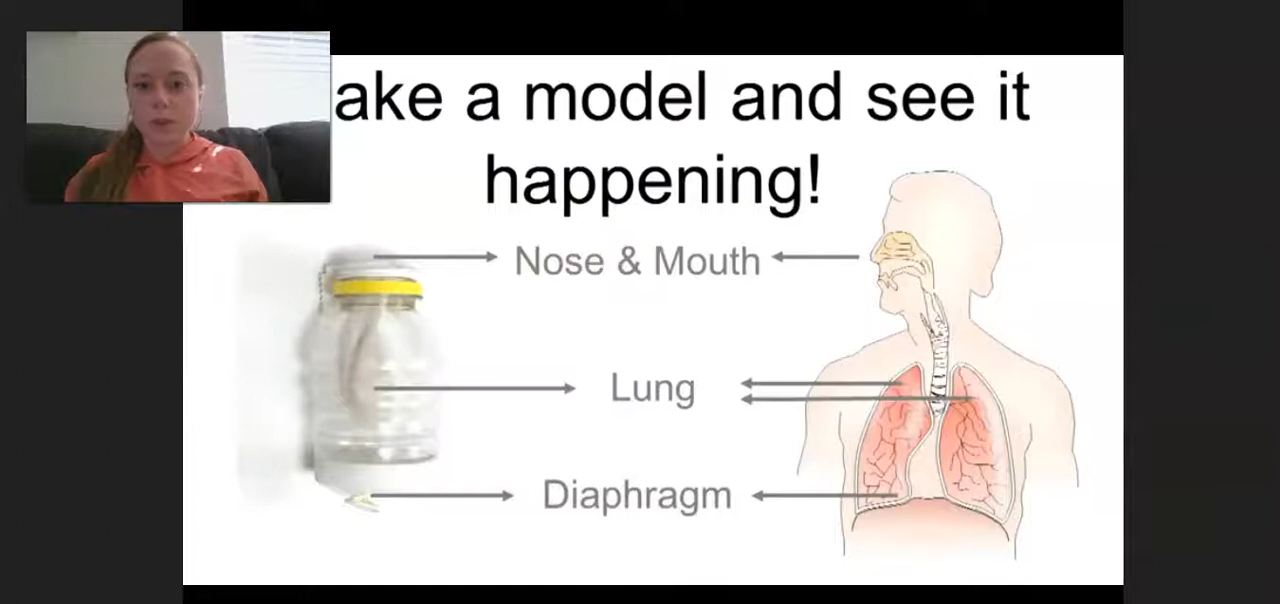 ake a model and see it
happening!
Nose & Mouth
Lung
Diaphragm